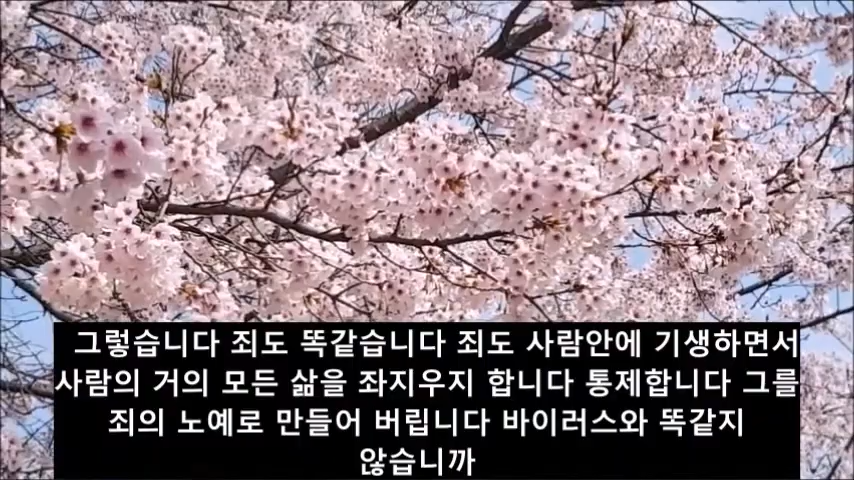 그렇습니다 죄도 똑같습니다 죄도 사람안에 기생하면서
사람의 거의 모든 삶을 좌지우지 합니다 통제합니다 그를
죄의 노예로 만들어 버립니다 바이러스와 똑같지
않습니까